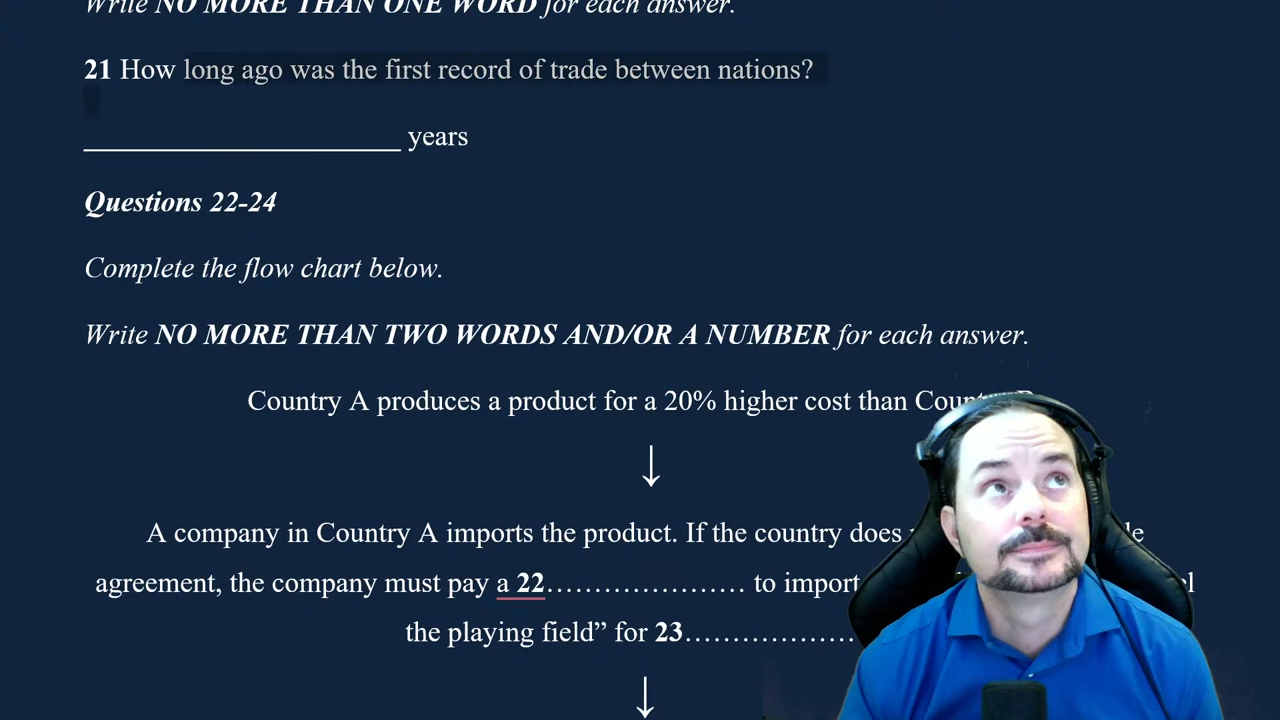 Write NO MORE THAN ONE WORD for each answer.
21 How long ago was the first record of trade between nations?
____________________ years
Questions 22-24
Complete the flow chart below.
Write NO MORE THAN TWO WORDS AND/OR A NUMBER for each answer.
Country A produces a product for a 20% higher cost than
↓
A company in Country A imports the product. If the country does
agreement, the company must pay a 22………………… to import
the playing field” for 23………………
↓